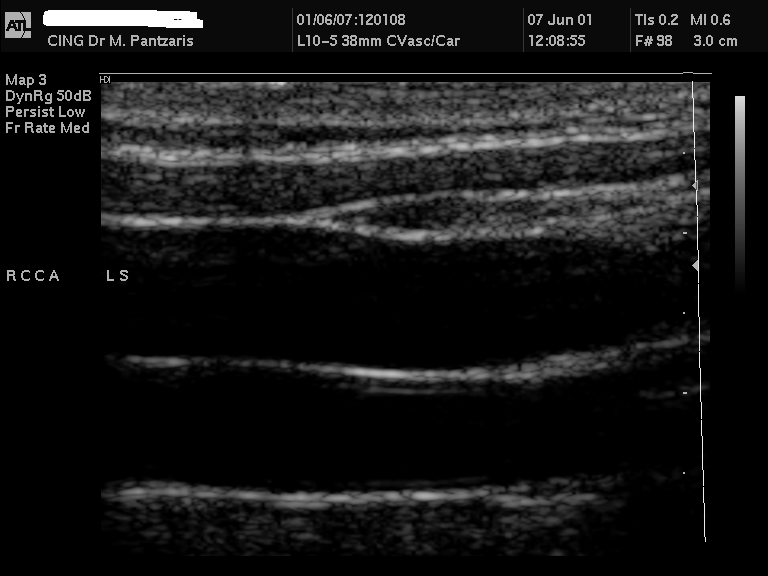 ATL
CING Dr M. Pantzaris
01/06/07:120108
L10-5 38mm CVasc/Car
07 Jun 01
12:08:55
TIs 0.2 MI 0.6
F# 98 3.0 cm
Map 3
DynRg 50dB
Persist Low
Fr Rate Med
HDI
RCCA LS